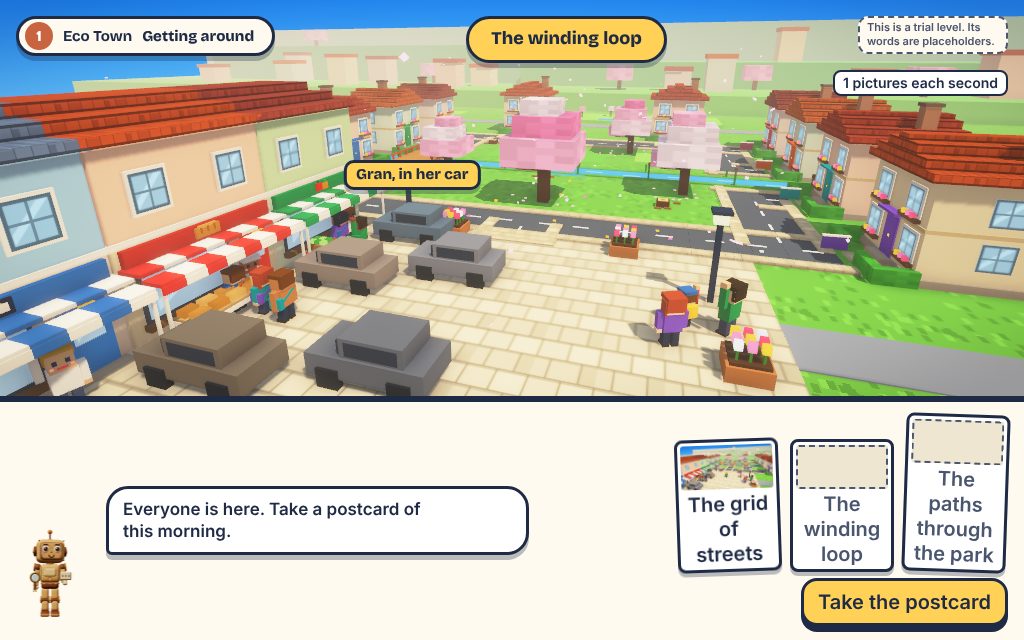 1 Eco Town Getting around
The winding loop
This is a trial level. Its
words are placeholders.
1 pictures each second
Gran, in her car
Everyone is here. Take a postcard of
this morning.
The grid
of
streets
The
winding
loop
The
paths
through
the park
Take the postcard